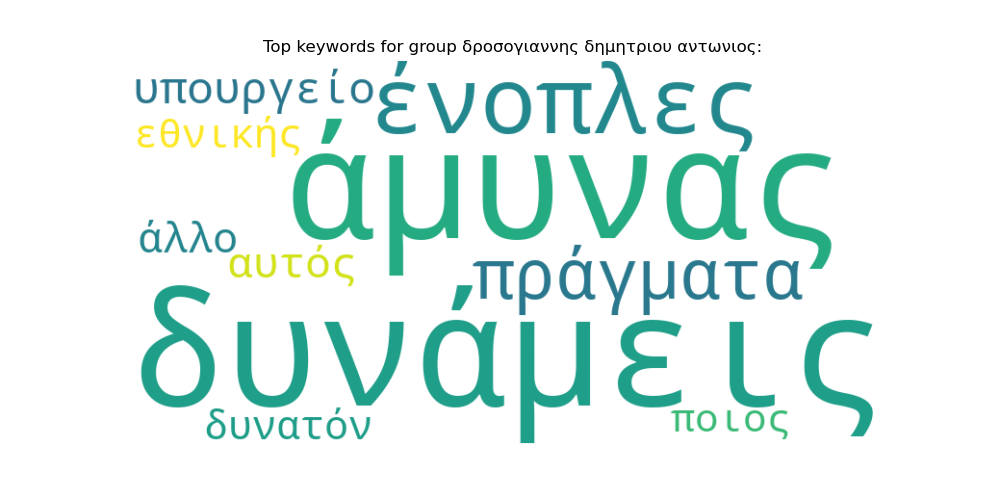 Top keywords for group δροσογιαννης δημητριου αντωνιος:
υπουργείο
ένοπλες
εθνικής
άμυνας
άλλο
αυτός
πράγματα
δυνάμεις
δυνατόν
ποιος